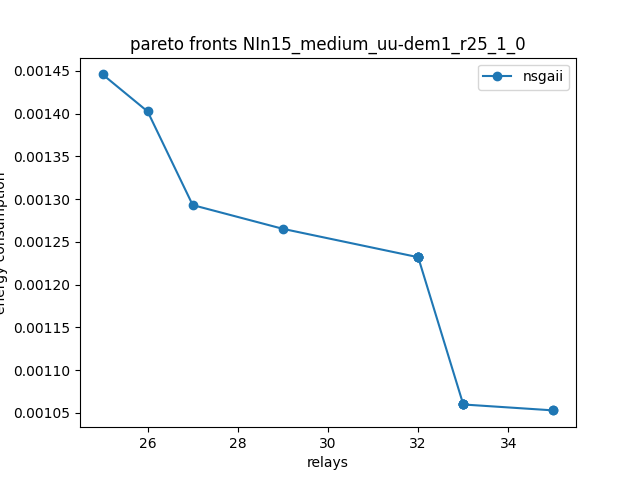 pareto fronts NIn15_medium_uu-dem1_r25_1_0
nsgaii
0.00145
0.00140
0.00135
0.00130
0.00125
0.00120
0.00115
0.00110
0.00105
energy consumption
26 28 30 32 34
relays